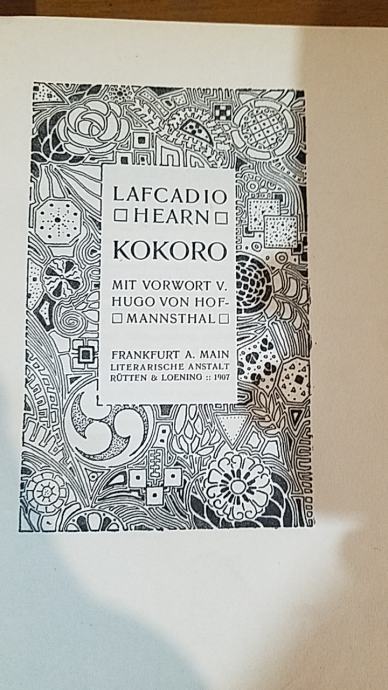 LAFCADIO
□ HEARN □
KOKORO
MIT VORWORT V.
HUGO VON HOF-
□ MANNSTHAL □
FRANKFURT A. MAIN
LITERARISCHE ANSTALT
RÜTTEN & LOENING :: 1907